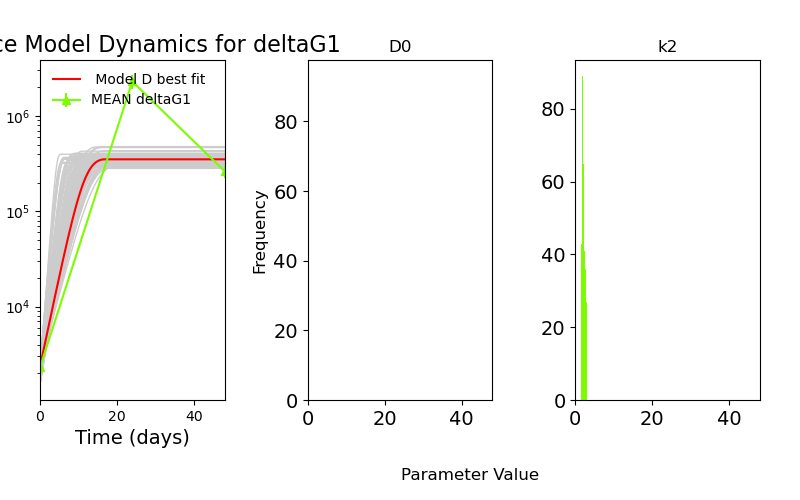 ce Model Dynamics for deltaG1
Model D best fit
MEAN deltaG1
10^6
10^5
10^4
0 20 40
Time (days)
D0
Frequency
80
60
40
20
0
0 20 40
k2
80
60
40
20
0
0 20 40
Parameter Value